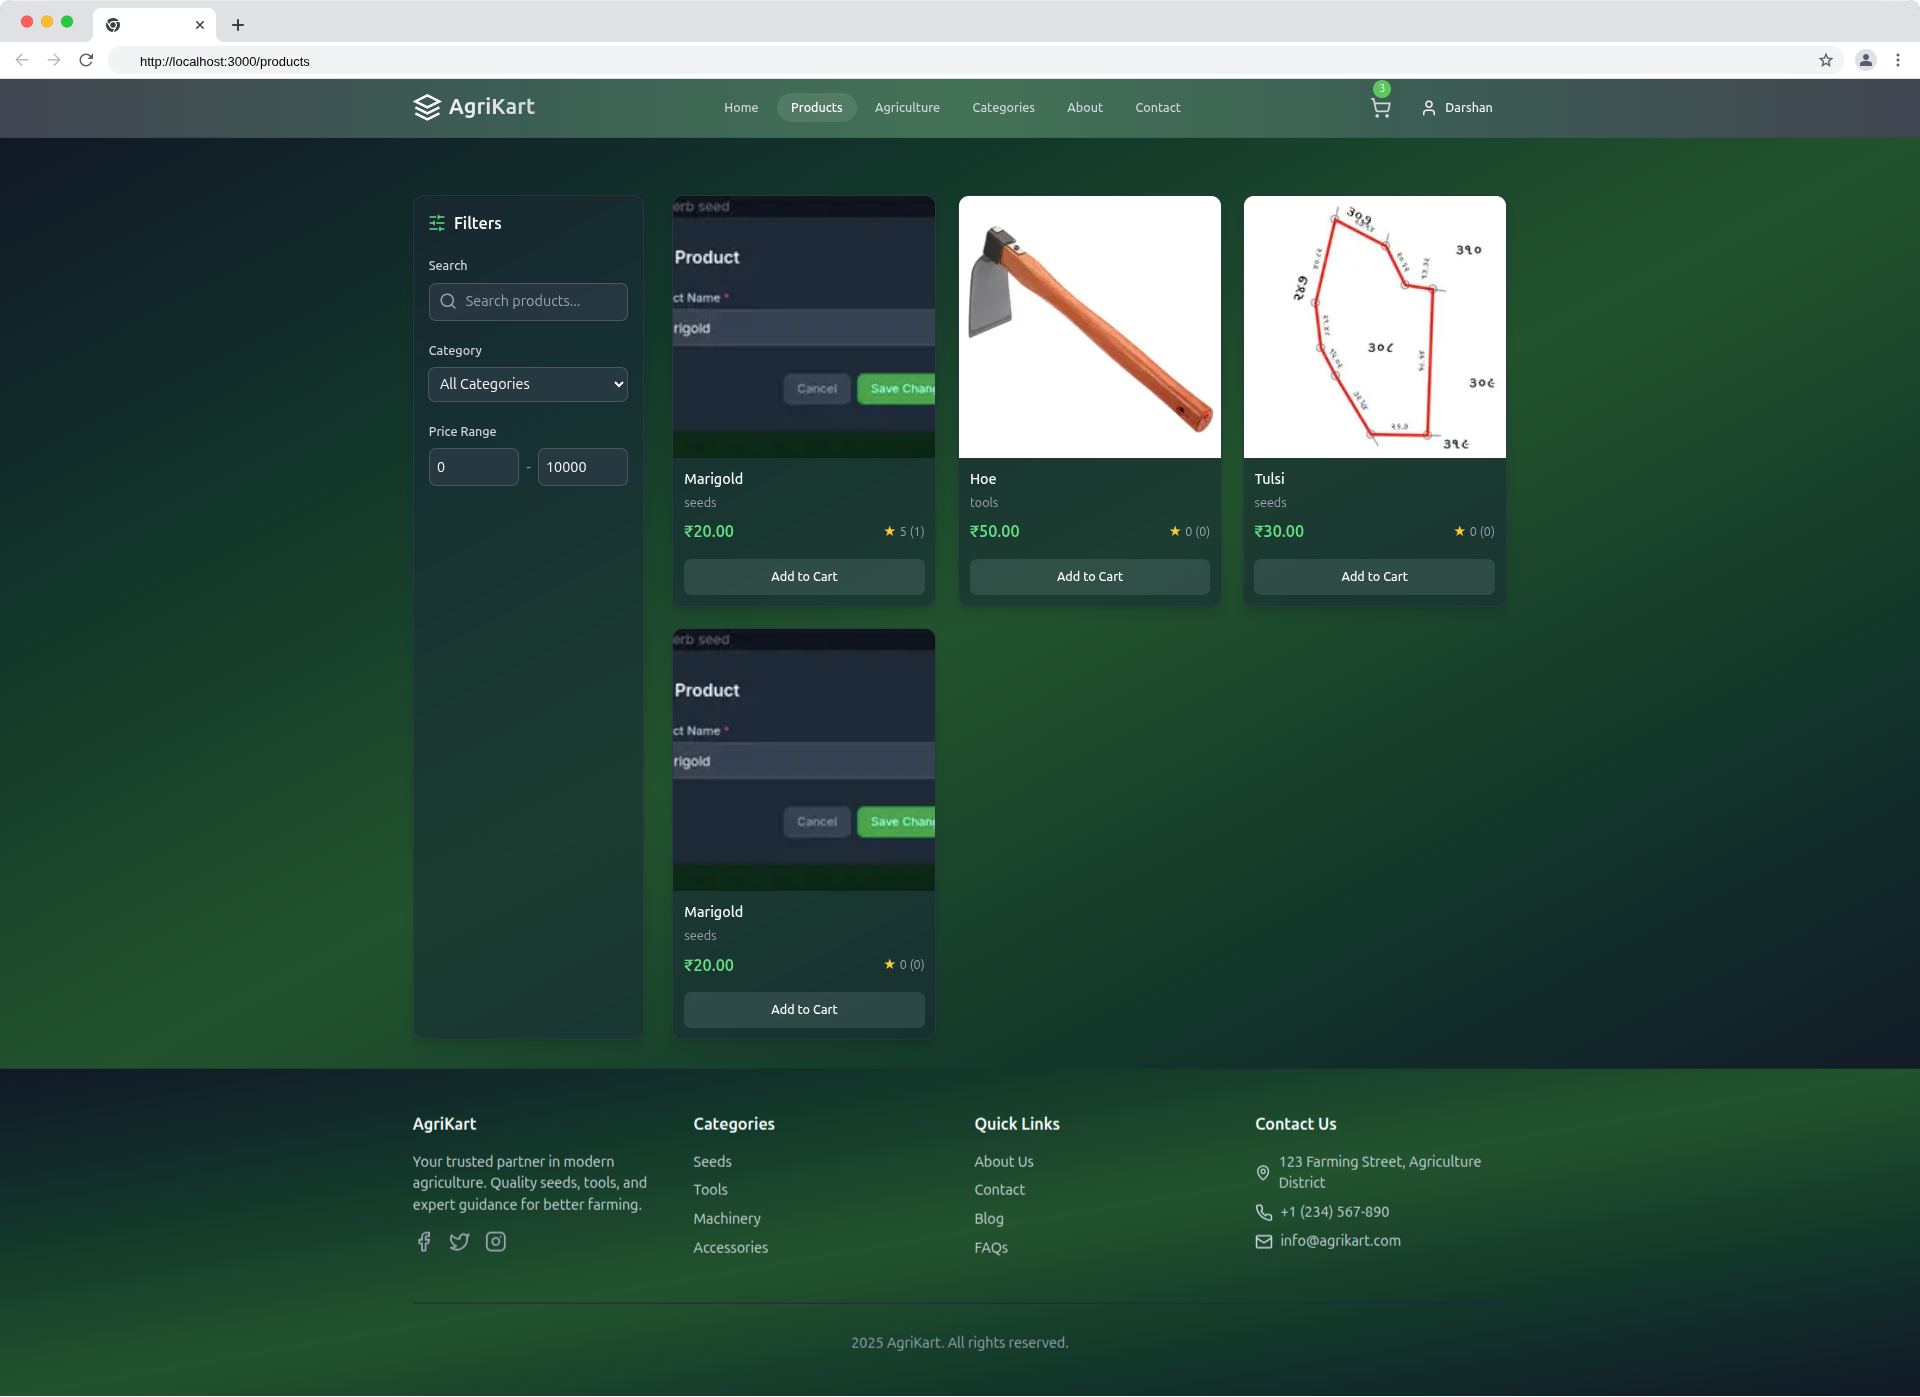 http://localhost:3000/products
AgriKart
Home
Products
Agriculture
Categories
About
Contact
3
Darshan
Filters
Search
Search products...
Category
All Categories
Price Range
0
-
10000
erb seed
Product
ct Name *
rigold
Cancel
Save Chan
Marigold
seeds
₹20.00
★ 5 (1)
Add to Cart
Hoe
tools
₹50.00
★ 0 (0)
Add to Cart
Tulsi
seeds
₹30.00
★ 0 (0)
Add to Cart
erb seed
Product
ct Name *
rigold
Cancel
Save Chan
Marigold
seeds
₹20.00
★ 0 (0)
Add to Cart
AgriKart
Your trusted partner in modern
agriculture. Quality seeds, tools, and
expert guidance for better farming.
Categories
Seeds
Tools
Machinery
Accessories
Quick Links
About Us
Contact
Blog
FAQs
Contact Us
123 Farming Street, Agriculture
District
+1 (234) 567-890
info@agrikart.com
2025 AgriKart. All rights reserved.